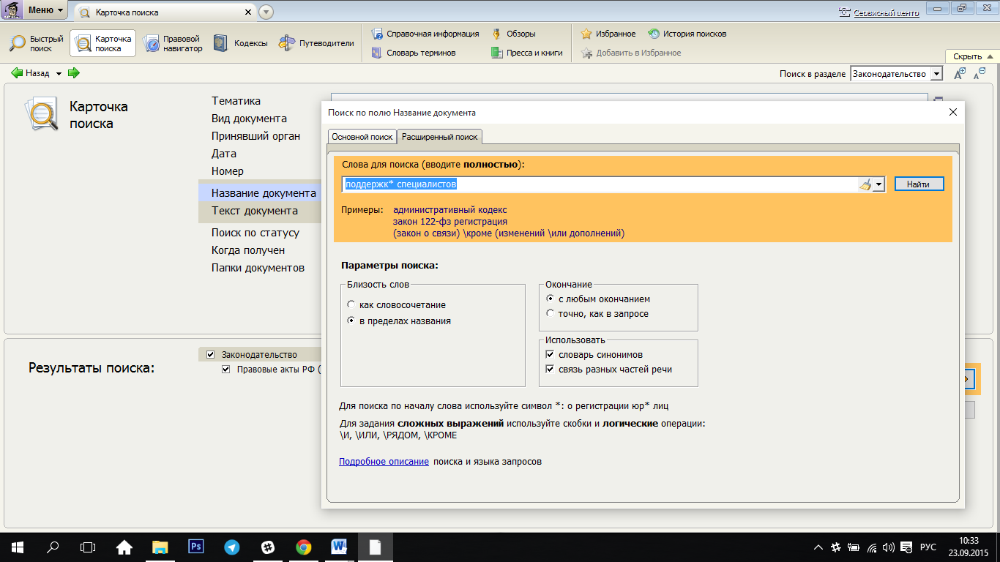 Меню
Карточка поиска
Сервисный центр
Быстрый поиск
Карточка поиска
Правовой навигатор
Кодексы
Путеводители
Справочная информация
Словарь терминов
Обзоры
Пресса и книги
Избранное
История поисков
Добавить в Избранное
Скрыть
Назад
Поиск в разделе
Законодательство
Карточка
поиска
Тематика
Вид документа
Принявший орган
Дата
Номер
Название документа
Текст документа
Поиск по статусу
Когда получен
Папки документов
Поиск по полю Название документа
Основной поиск
Расширенный поиск
Слова для поиска (вводите полностью):
поддержк* специалистов
Найти
Примеры:
административный кодекс
закон 122-фз регистрация
(закон о связи) \кроме (изменений \или дополнений)
Параметры поиска:
Близость слов
как словосочетание
в пределах названия
Окончание
с любым окончанием
точно, как в запросе
Использовать
словарь синонимов
связь разных частей речи
Для поиска по началу слова используйте символ *: о регистрации юр* лиц
Для задания сложных выражений используйте скобки и логические операции:
\И, \ИЛИ, \РЯДОМ, \КРОМЕ
Подробное описание поиска и языка запросов
Результаты поиска:
Законодательство
Правовые акты РФ (
Ps
РУС
10:33
23.09.2015